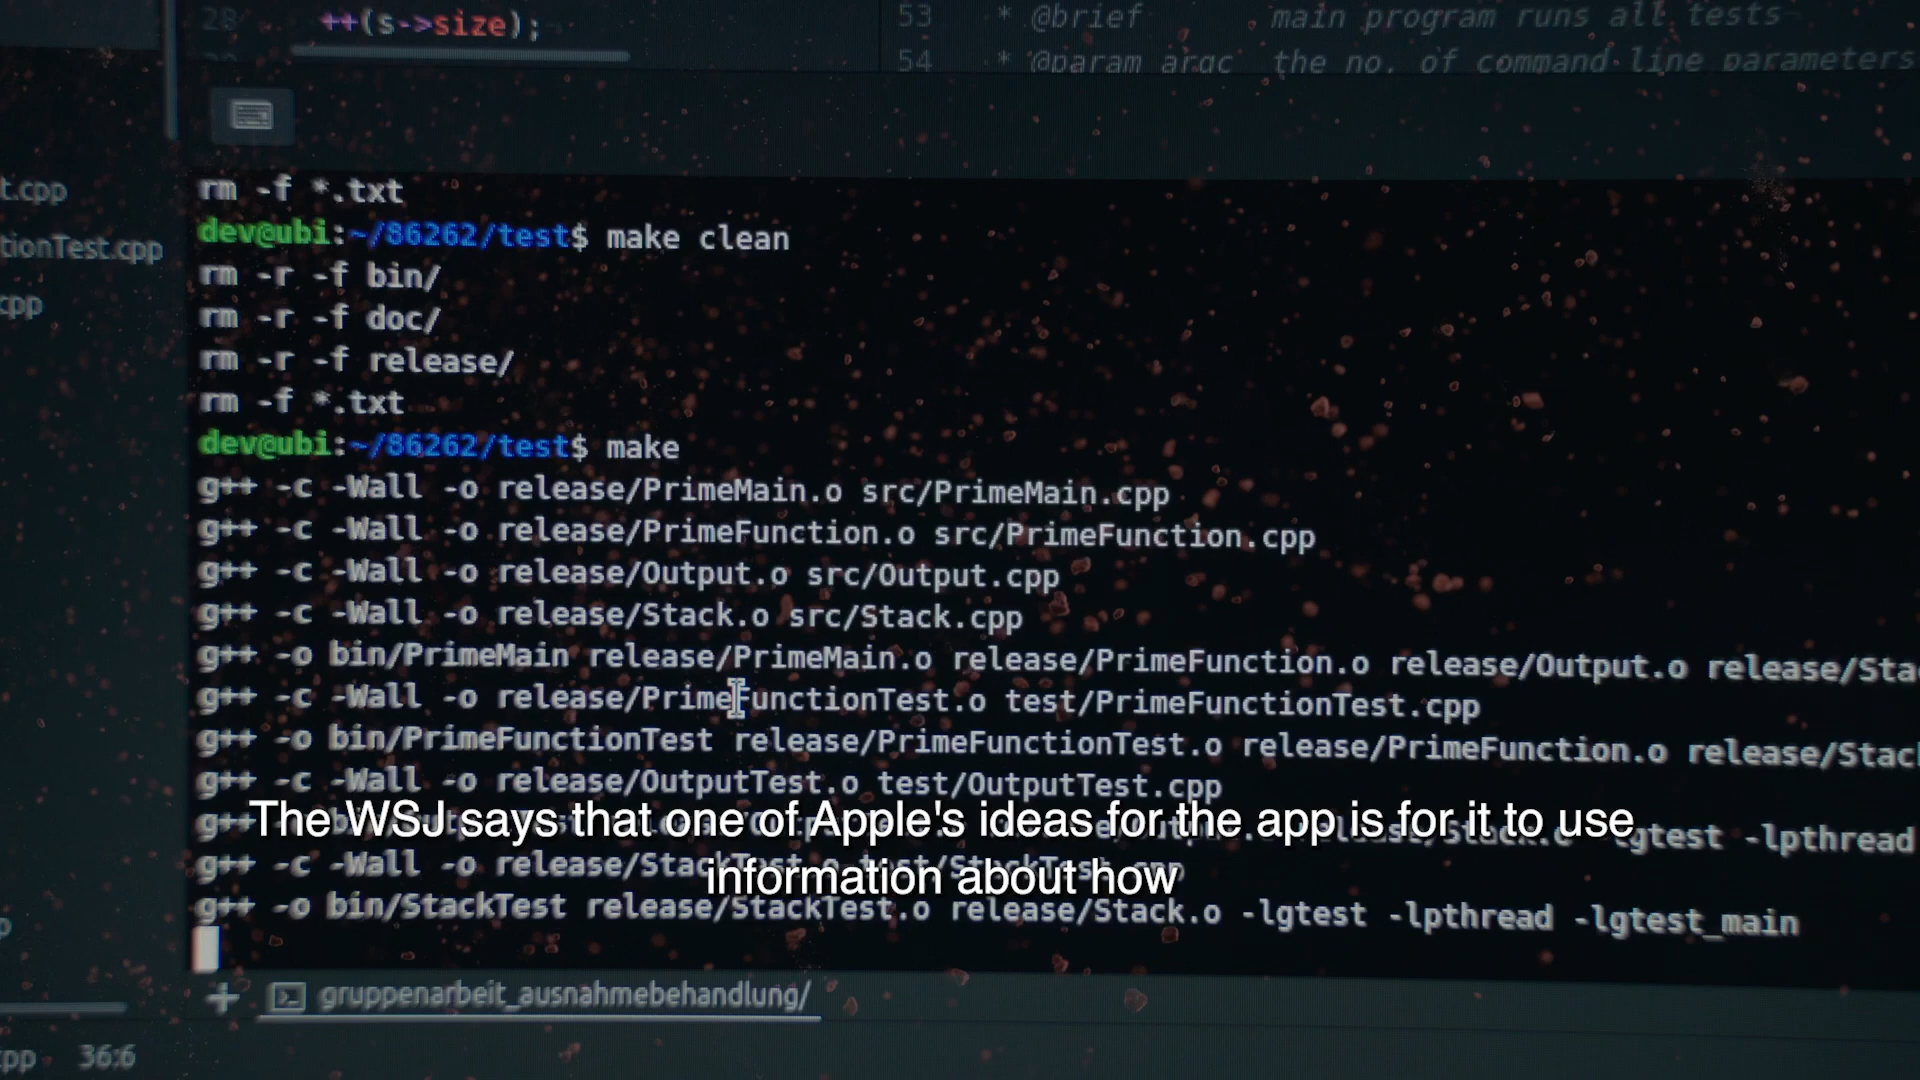 28 ++(s->size);
53 * @brief main program runs all tests
54 * @param argc the no. of command line parameters
t.cpp
tionTest.cpp
cpp
rm -f *.txt
dev@ubi:~/86262/test$ make clean
rm -r -f bin/
rm -r -f doc/
rm -r -f release/
rm -f *.txt
dev@ubi:~/86262/test$ make
g++ -c -Wall -o release/PrimeMain.o src/PrimeMain.cpp
g++ -c -Wall -o release/PrimeFunction.o src/PrimeFunction.cpp
g++ -c -Wall -o release/Output.o src/Output.cpp
g++ -c -Wall -o release/Stack.o src/Stack.cpp
g++ -o bin/PrimeMain release/PrimeMain.o release/PrimeFunction.o release/Output.o release/Sta
g++ -c -Wall -o release/PrimeFunctionTest.o test/PrimeFunctionTest.cpp
g++ -o bin/PrimeFunctionTest release/PrimeFunctionTest.o release/PrimeFunction.o release/Stac
g++ -c -Wall -o release/OutputTest.o test/OutputTest.cpp
The WSJ says that one of Apple's ideas for the app is for it to use
g++ -lpthread
g++ -c -Wall -o release/StackTest.o test/StackTest.cpp
information about how
g++ -o bin/StackTest release/StackTest.o release/Stack.o -lgtest -lpthread -lgtest_main
gruppenarbeit_ausnahmebehandlung/
cpp 36:6